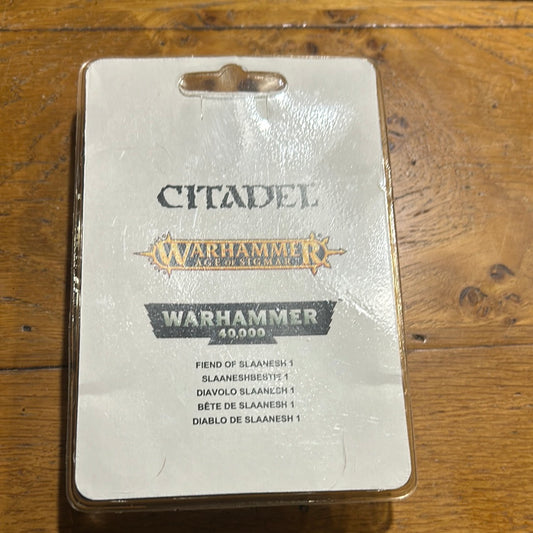 CITADEL
WARHAMMER
AGE OF SIGMAR
WARHAMMER
40,000
FIEND OF SLAANESH 1
SLAANESHBESTIE 1
DIAVOLO SLAANESH 1
BÊTE DE SLAANESH 1
DIABLO DE SLAANESH 1